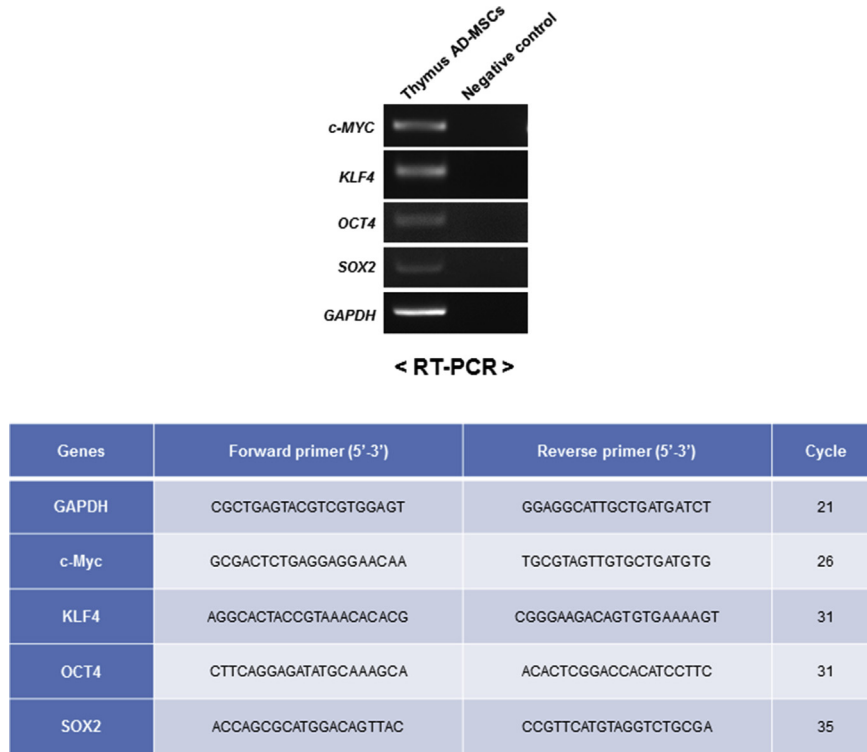 Thymus AD-MSCs Negative control
c-MYC
KLF4
OCT4
SOX2
GAPDH
< RT-PCR >
Genes Forward primer (5’-3’) Reverse primer (5’-3’) Cycle
GAPDH CGCTGAGTACGTCGTGGAGT GGAGGCATTGCTGATGATCT 21
c-Myc GCGACTCTGAGGAGGAACAA TGCGTAGTTGTGCTGATGTG 26
KLF4 AGGCACTACCGTAAACACACG CGGGAAGACAGTGTGAAAAGT 31
OCT4 CTTCAGGAGATATGCAAAGCA ACACTCGGACCACATCCTTC 31
SOX2 ACCAGCGCATGGACAGTTAC CCGTTCATGTAGGTCTGCGA 35